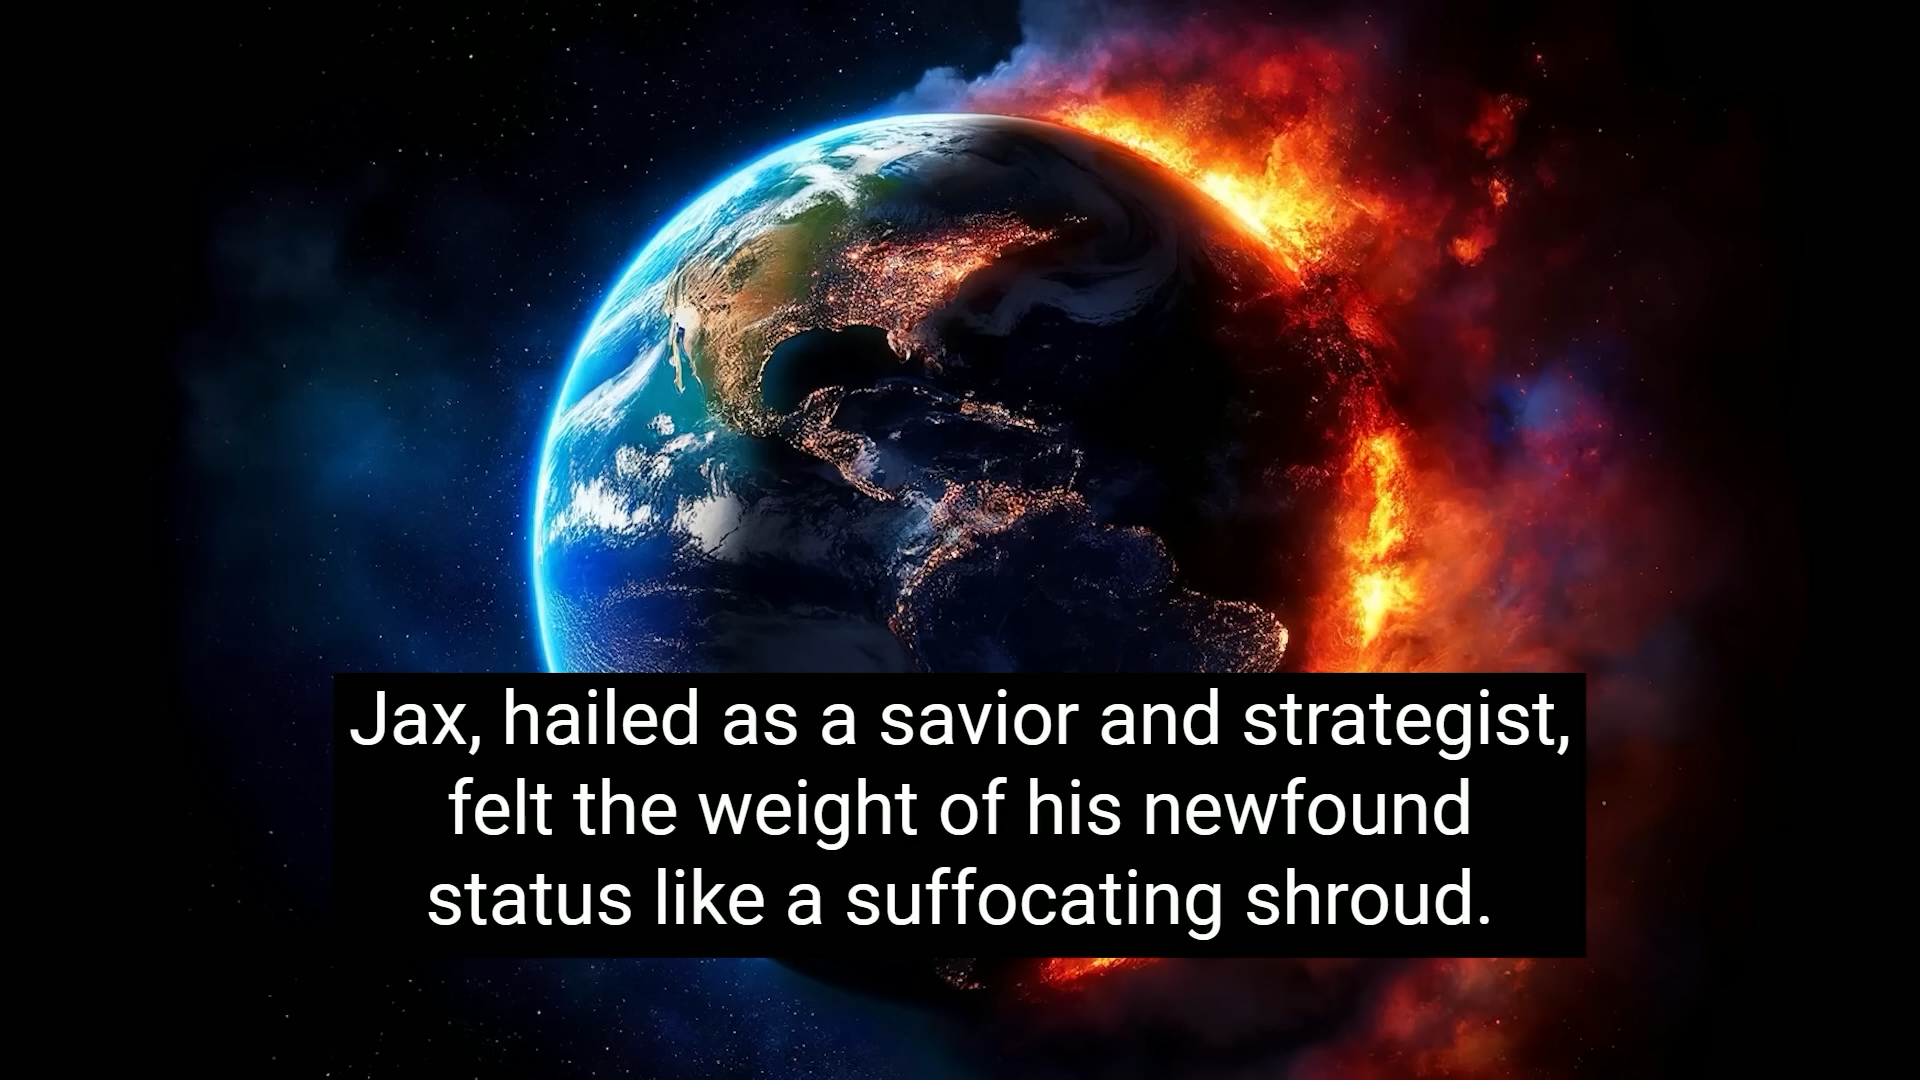 Jax, hailed as a savior and strategist,
felt the weight of his newfound
status like a suffocating shroud.